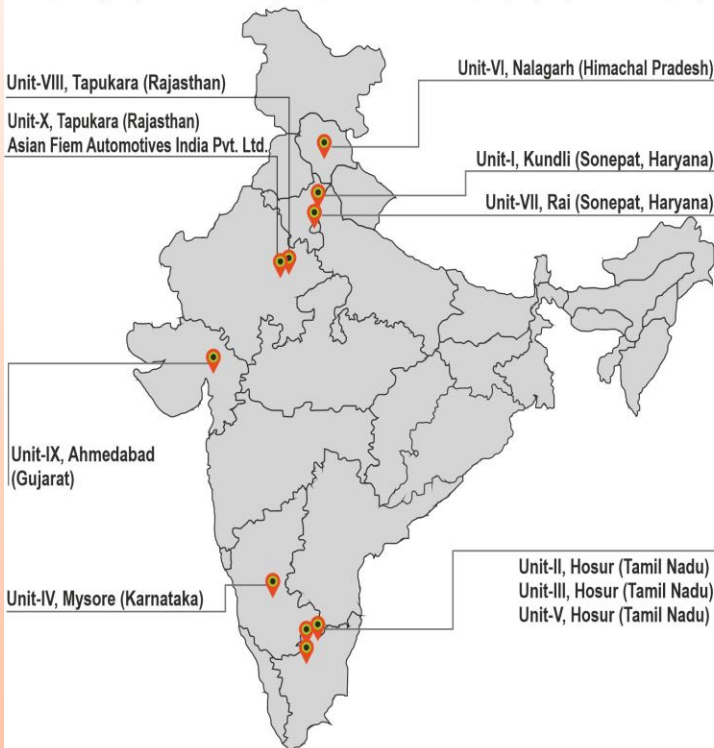 Unit-VIII, Tapukara (Rajasthan)
Unit-X, Tapukara (Rajasthan)
Asian Fiem Automotives India Pvt. Ltd.
Unit-VI, Nalagarh (Himachal Pradesh)
Unit-I, Kundli (Sonepat, Haryana)
Unit-VII, Rai (Sonepat, Haryana)
Unit-IX, Ahmedabad
(Gujarat)
Unit-IV, Mysore (Karnataka)
Unit-II, Hosur (Tamil Nadu)
Unit-III, Hosur (Tamil Nadu)
Unit-V, Hosur (Tamil Nadu)